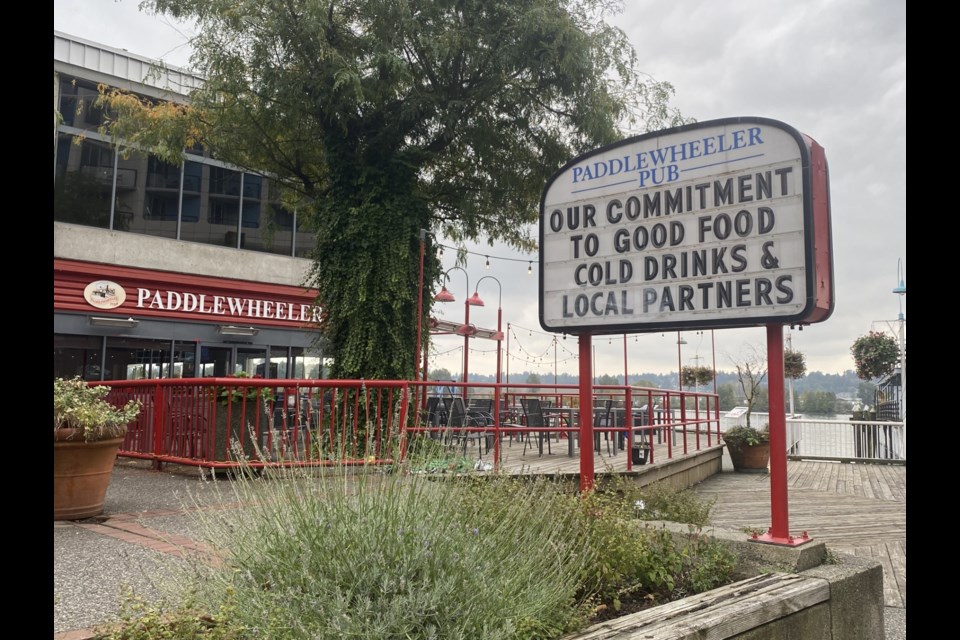 PADDLEWHEELER
PUB
OUR COMMITMENT
TO GOOD FOOD
COLD DRINKS &
LOCAL PARTNERS
PADDLEWHEELER